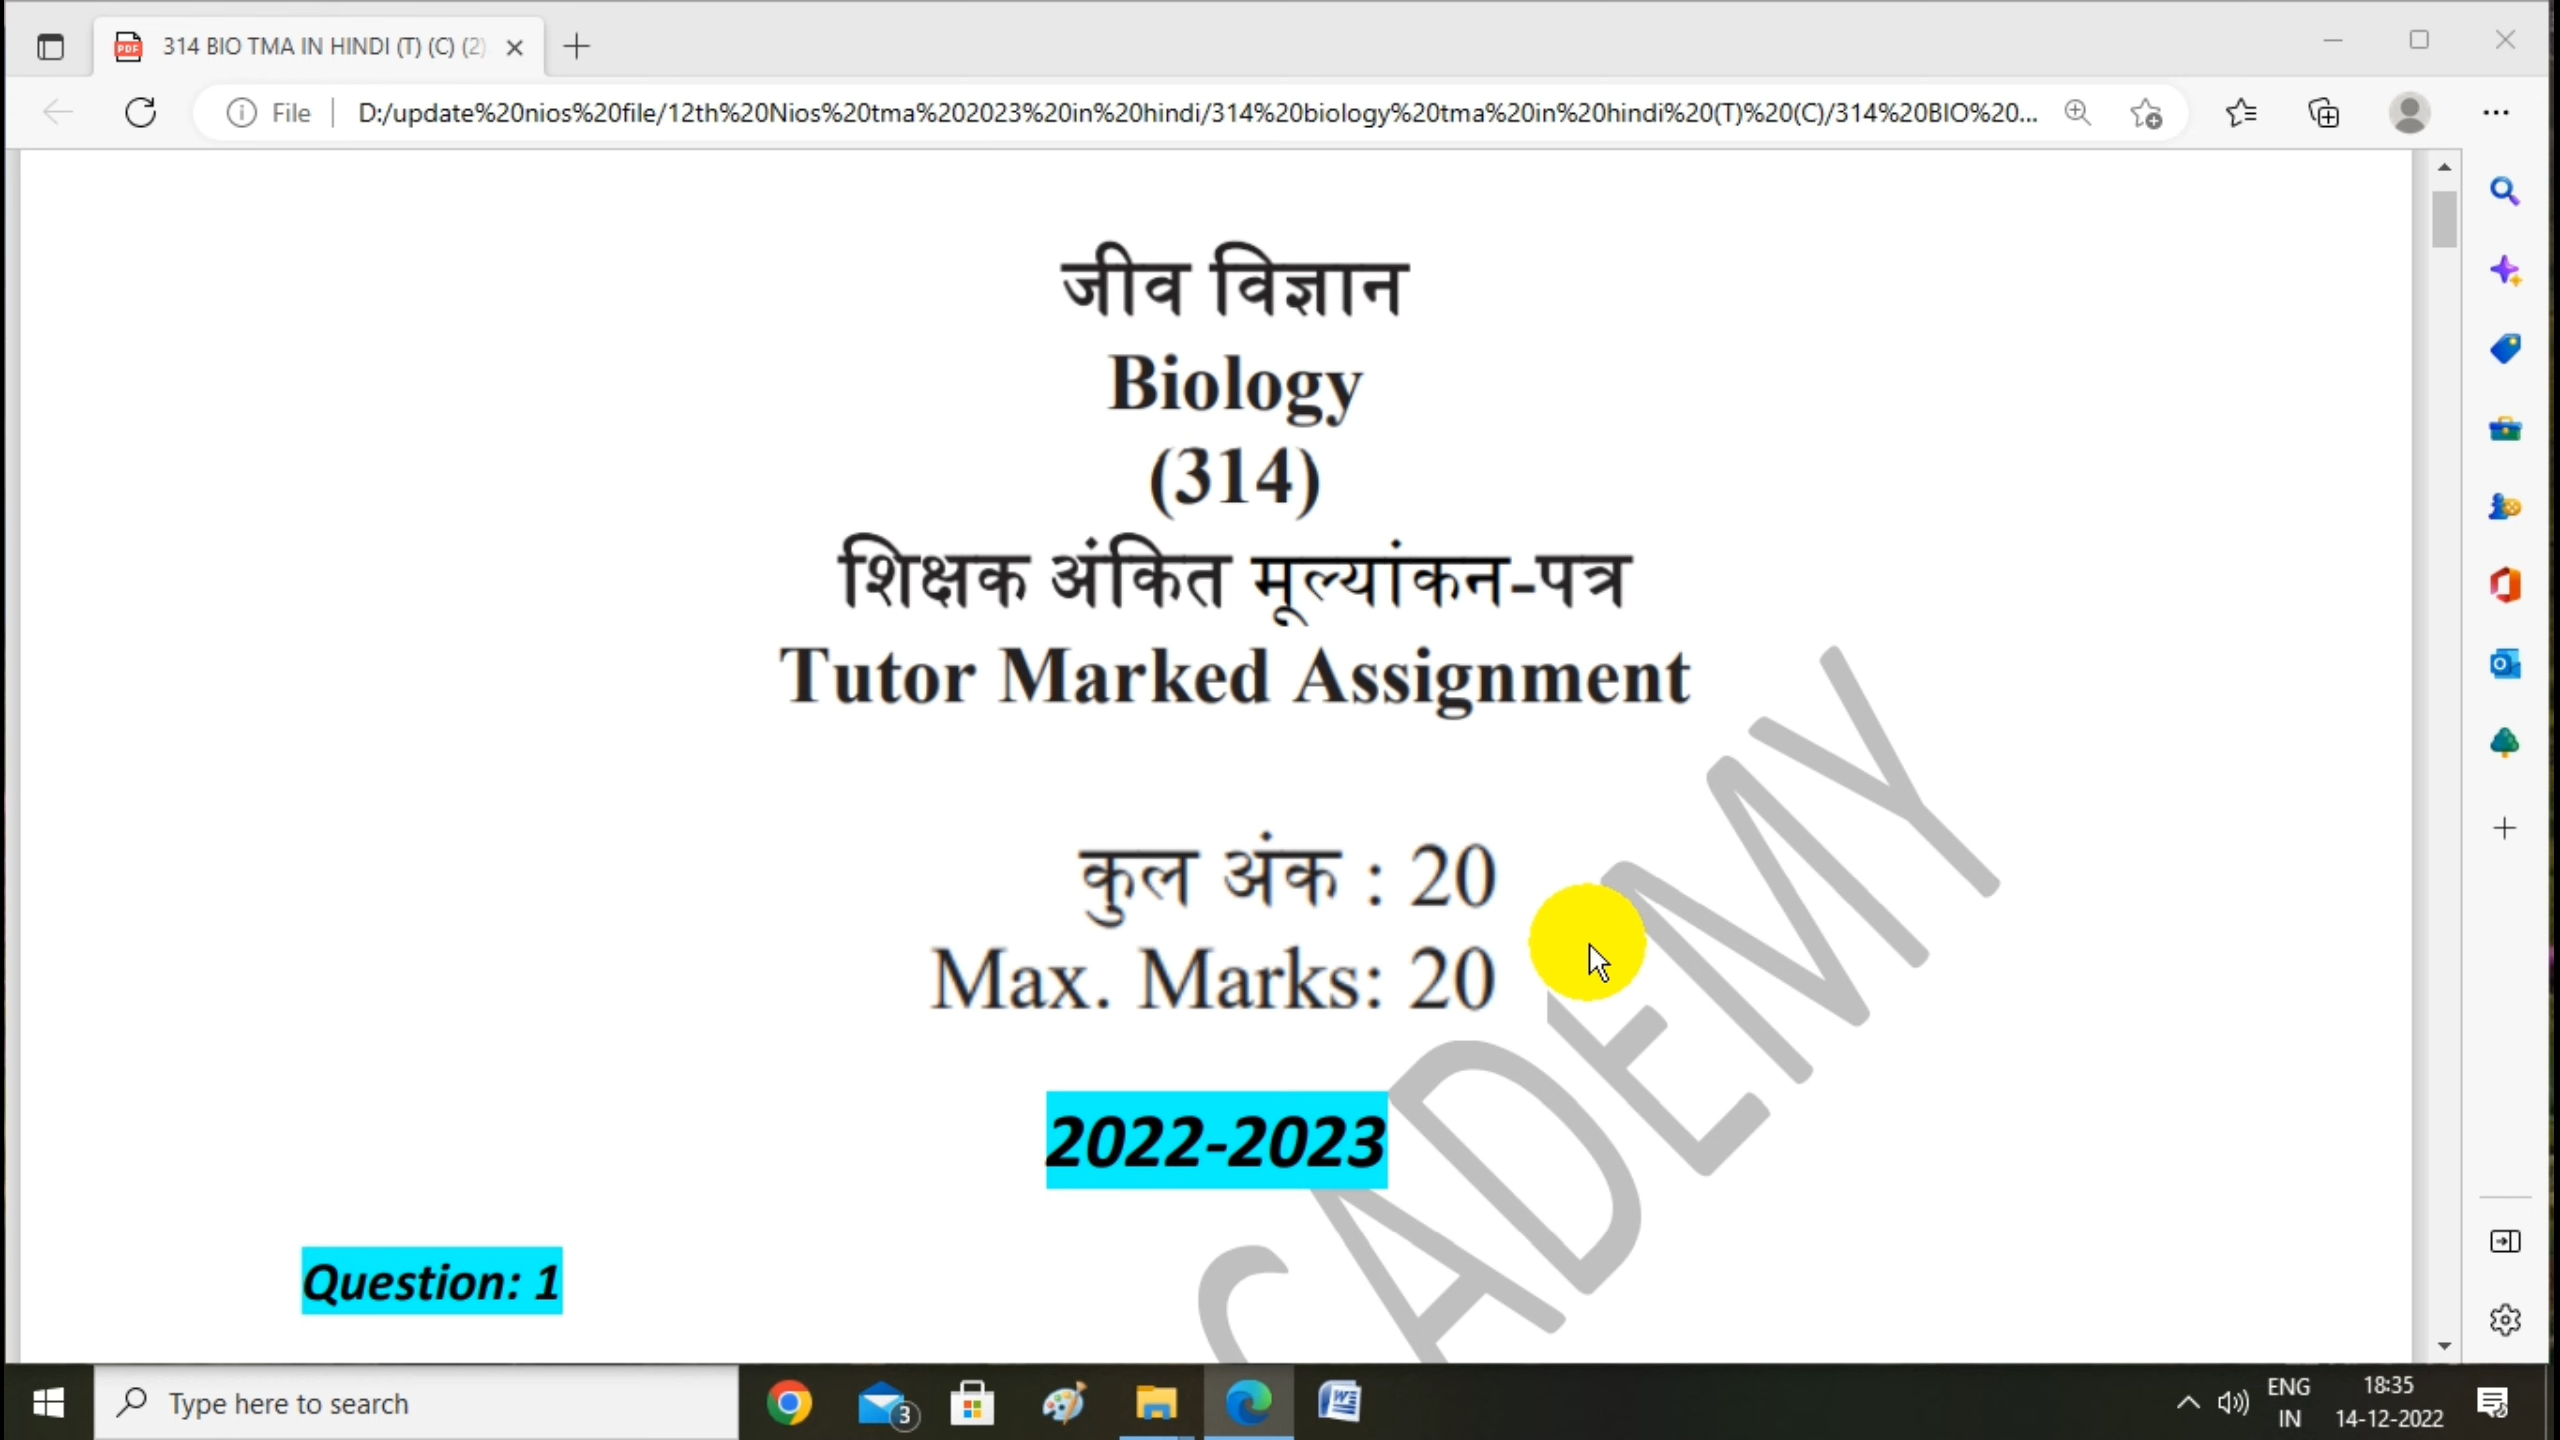 314 BIO TMA IN HINDI (T) (C) (2)
File
D:/update%20nios%20file/12th%20Nios%20tma%202023%20in%20hindi/314%20biology%20tma%20in%20hindi%20(T)%20(C)/314%20BIO%20...
जीव विज्ञान
Biology
(314)
शिक्षक अंकित मूल्यांकन-पत्र
Tutor Marked Assignment
कुल अंक : 20
Max. Marks: 20
2022-2023
Question: 1
CADEMY
Type here to search
3
ENG
IN
18:35
14-12-2022